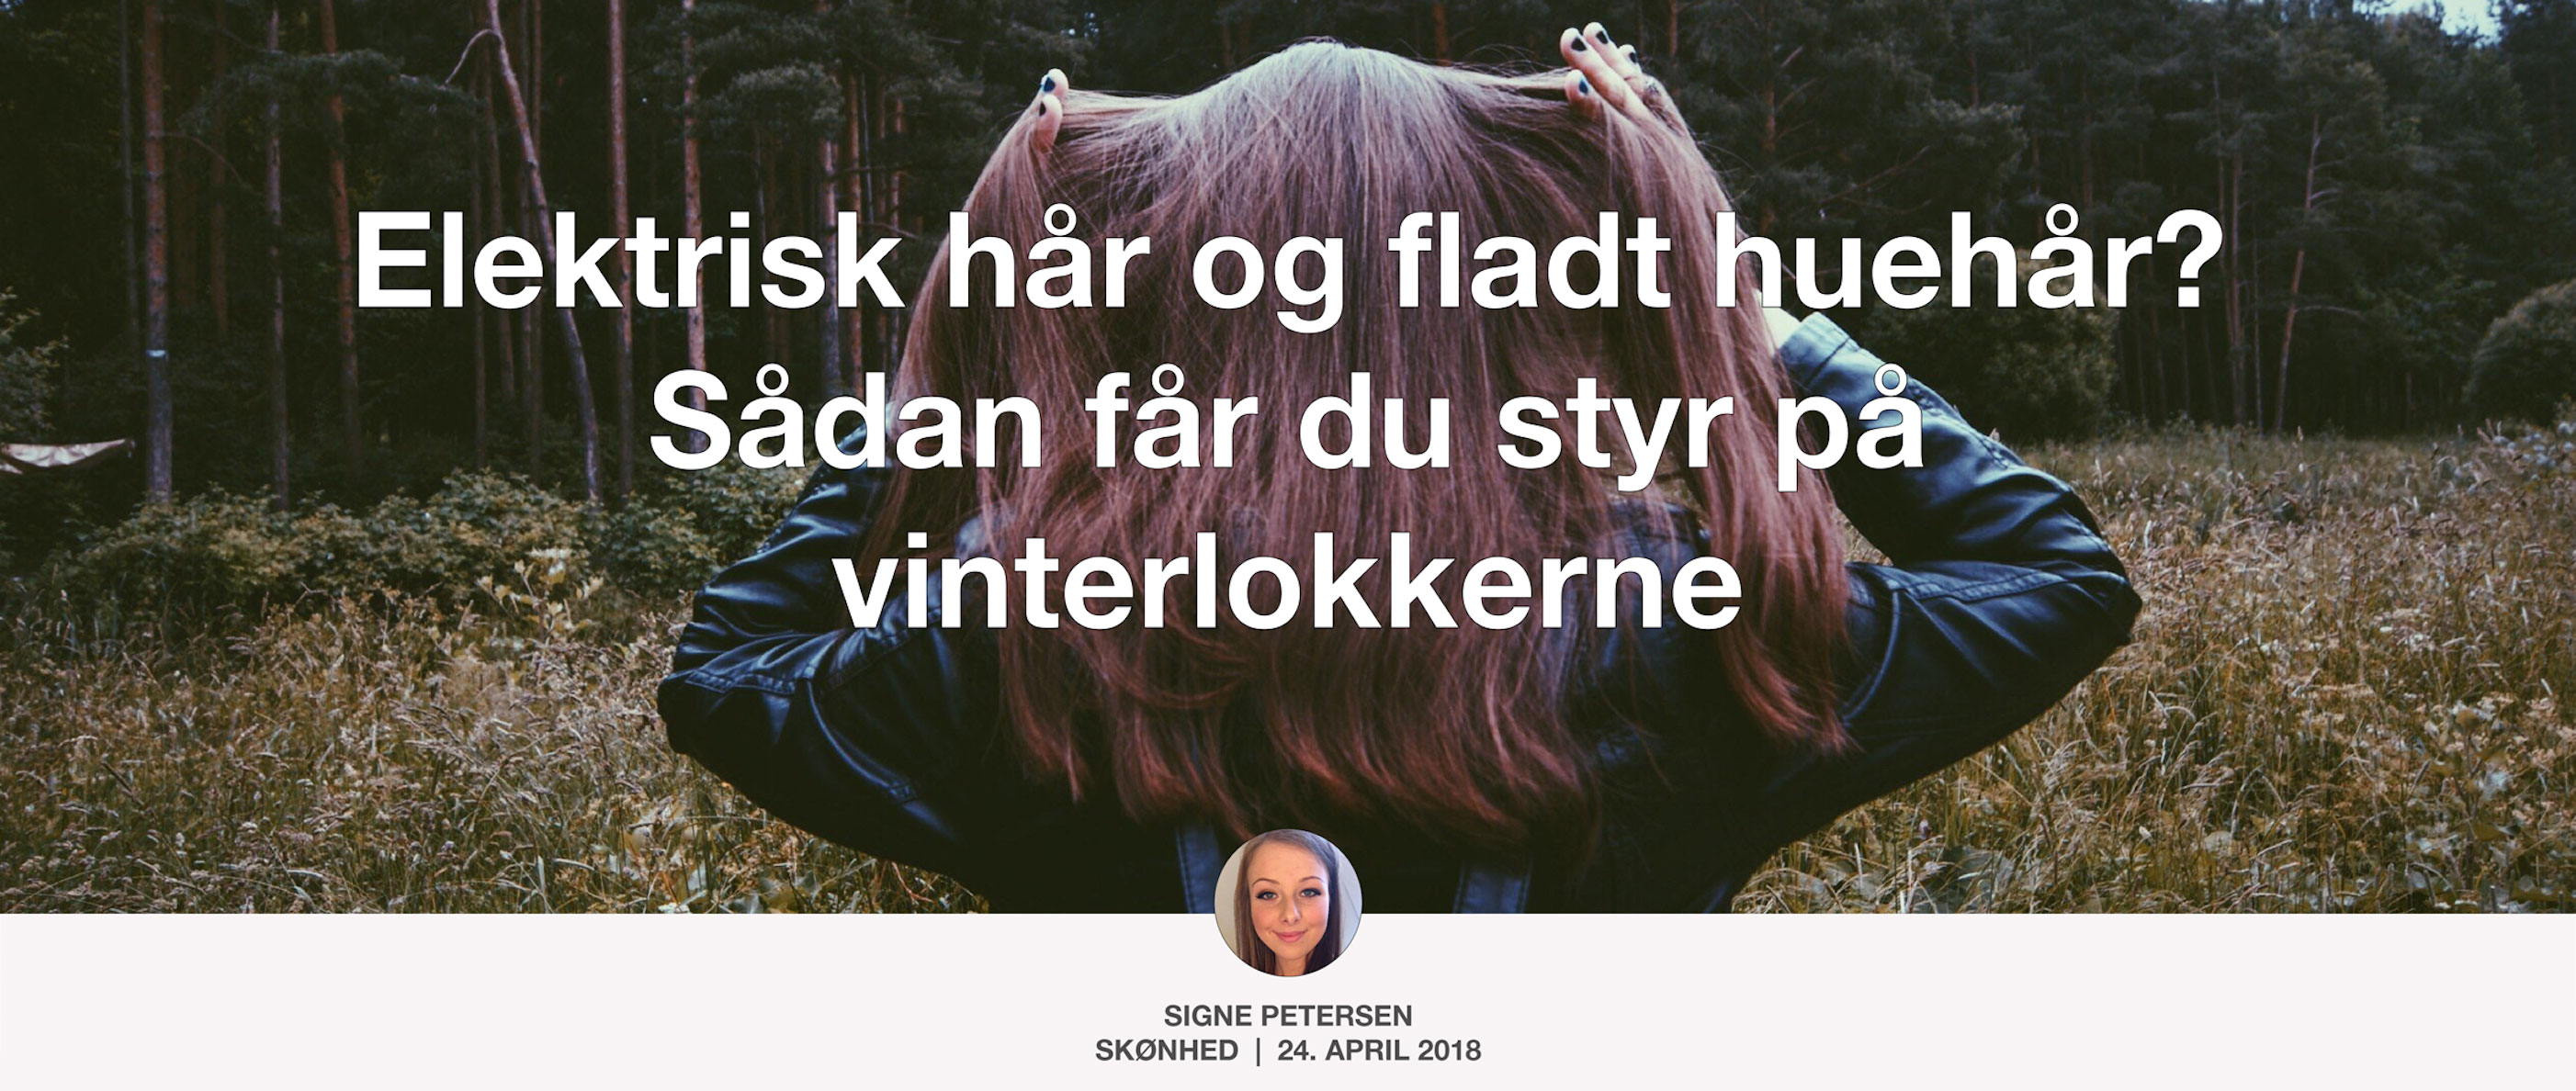 Elektrisk hår og fladt huehår?
Sådan får du styr på
vinterlokkerne
SIGNE PETERSEN
SKØNHED | 24. APRIL 2018